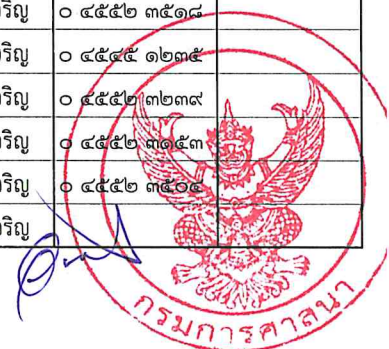 ริญ ๐ ๔๕๕๒ ๓๕๑๘
ริญ ๐ ๔๕๔๕ ๑๒๓๕
ริญ ๐ ๔๕๕๒ ๓๒๓๙
ริญ ๐ ๔๕๕๒ ๓๑๕๓
ริญ ๐ ๔๕๕๒ ๓๕๐๔
ริญ
กรมการศาสนา